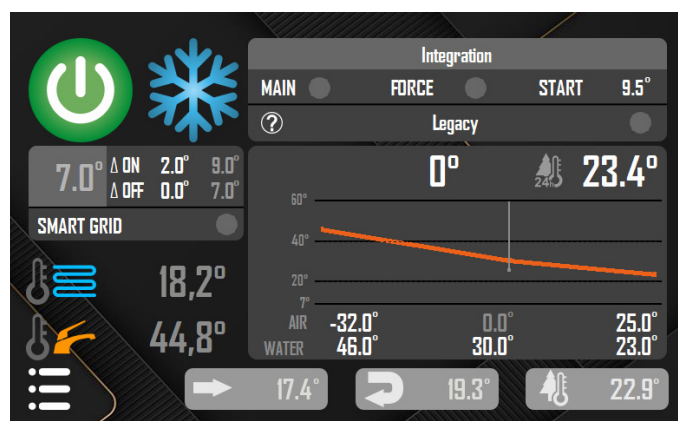 Integration
MAIN FORCE START 9.5°
? Legacy
7.0° Δ ON 2.0° 9.0°
Δ OFF 0.0° 7.0°
SMART GRID
0° 24h 23.4°
60°
40°
20°
7°
18,2°
44,8°
AIR -32.0° 0.0° 25.0°
WATER 46.0° 30.0° 23.0°
17.4° 19.3° 22.9°